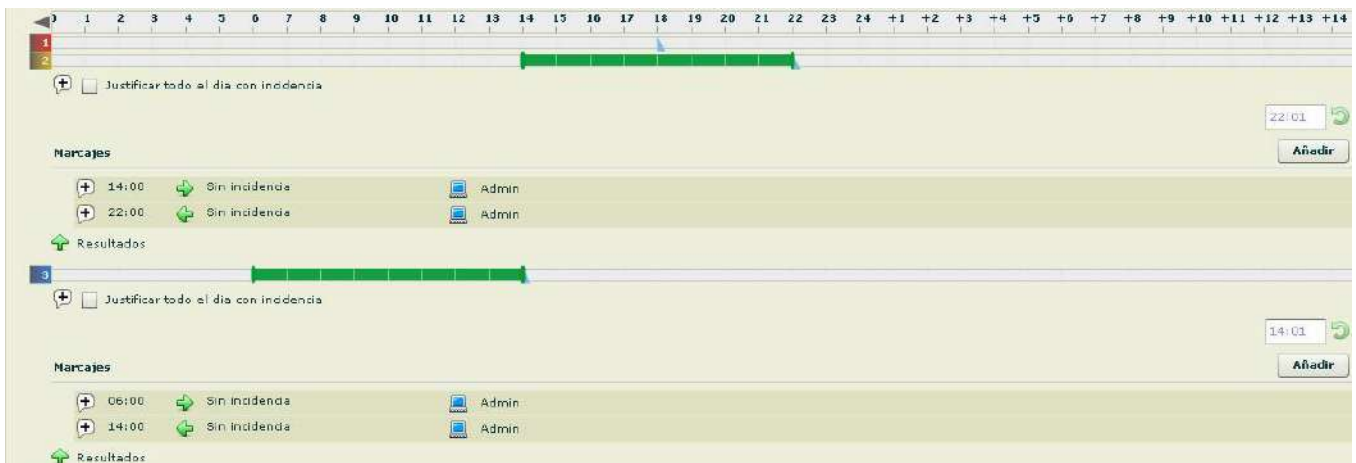 0 1 2 3 4 5 6 7 8 9 10 11 12 13 14 15 16 17 18 19 20 21 22 23 24 +1 +2 +3 +4 +5 +6 +7 +8 +9 +10 +11 +12 +13 +14
1
2
Justificar todo el dia con incidencia
22:01
Marcajes
Añadir
14:00 Sin incidencia Admin
22:00 Sin incidencia Admin
Resultados
3
Justificar todo el dia con incidencia
14:01
Marcajes
Añadir
06:00 Sin incidencia Admin
14:00 Sin incidencia Admin
Resultados